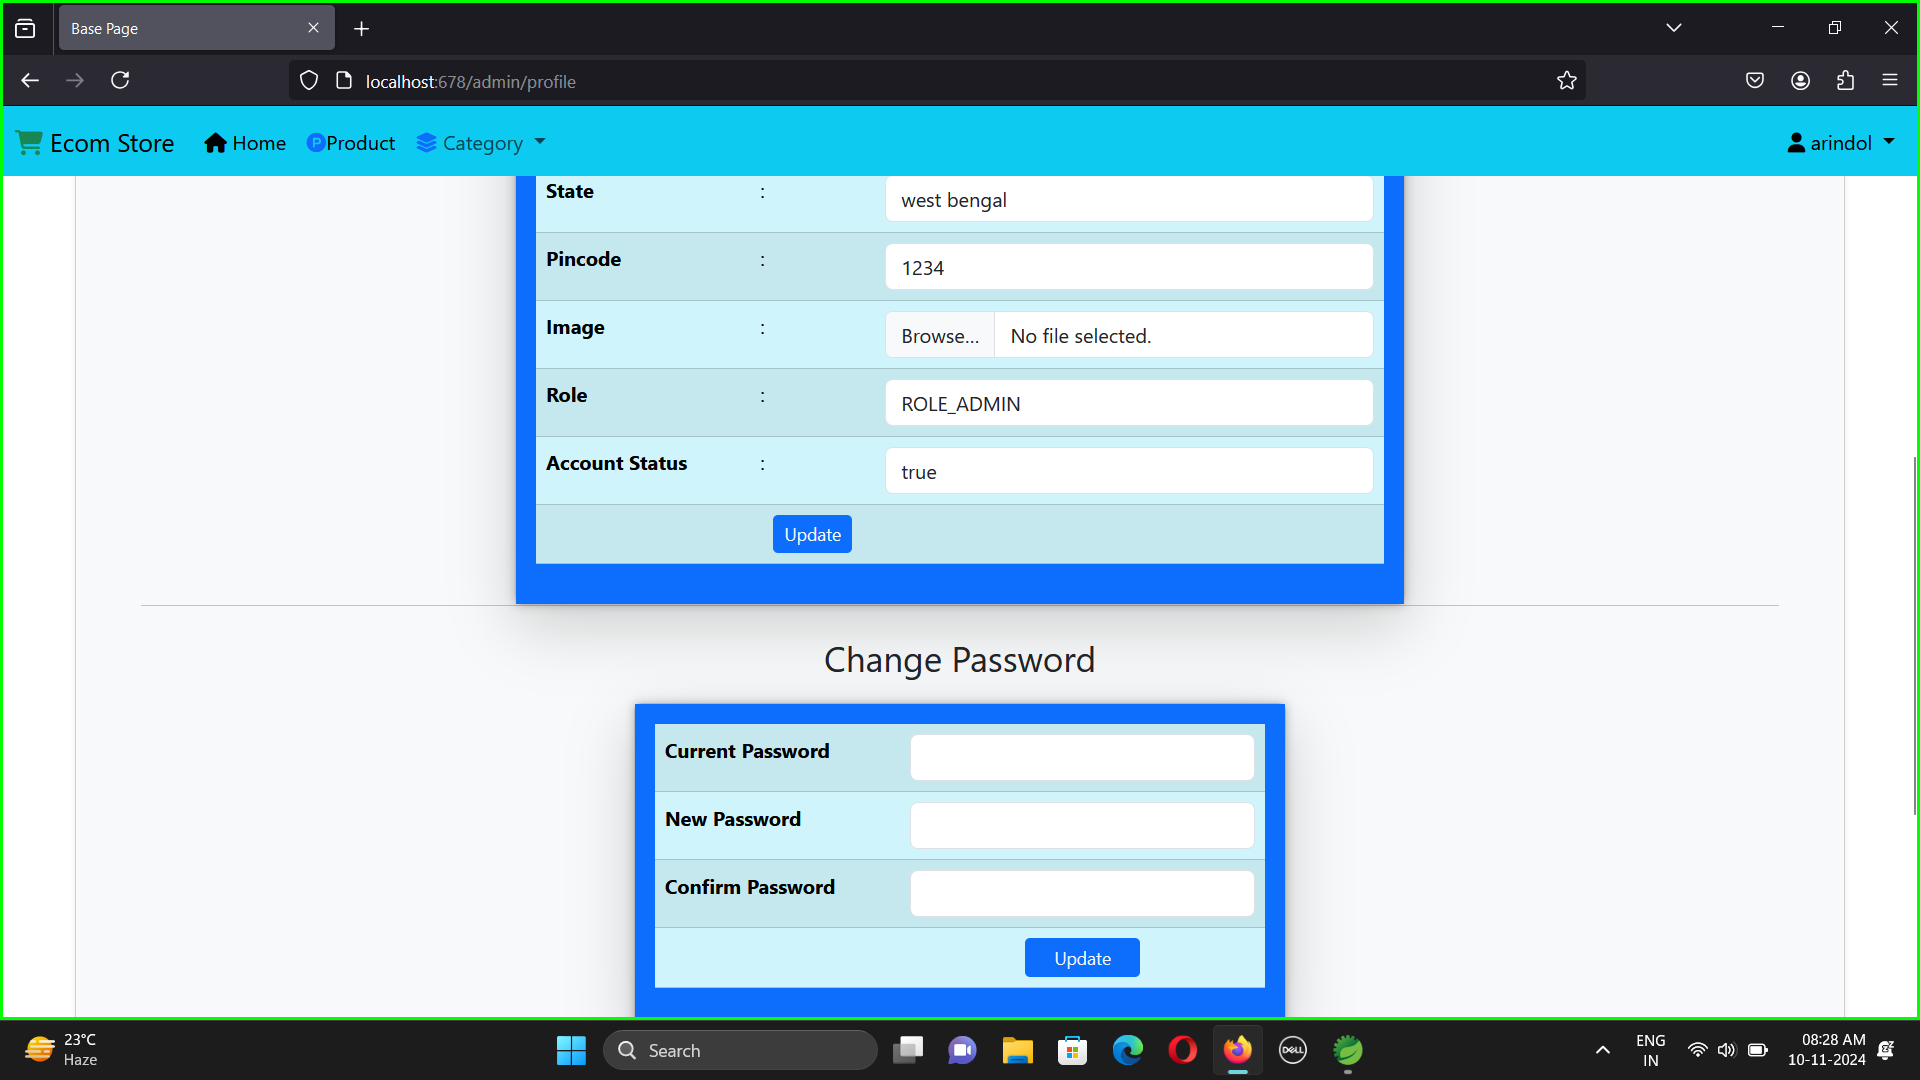 Base Page
localhost:678/admin/profile
Ecom Store Home Product Category arindol
State : west bengal
Pincode : 1234
Image : Browse... No file selected.
Role : ROLE_ADMIN
Account Status : true
Update
Change Password
Current Password
New Password
Confirm Password
Update
23°C
Haze
Search
DELL
ENG
IN
08:28 AM
10-11-2024